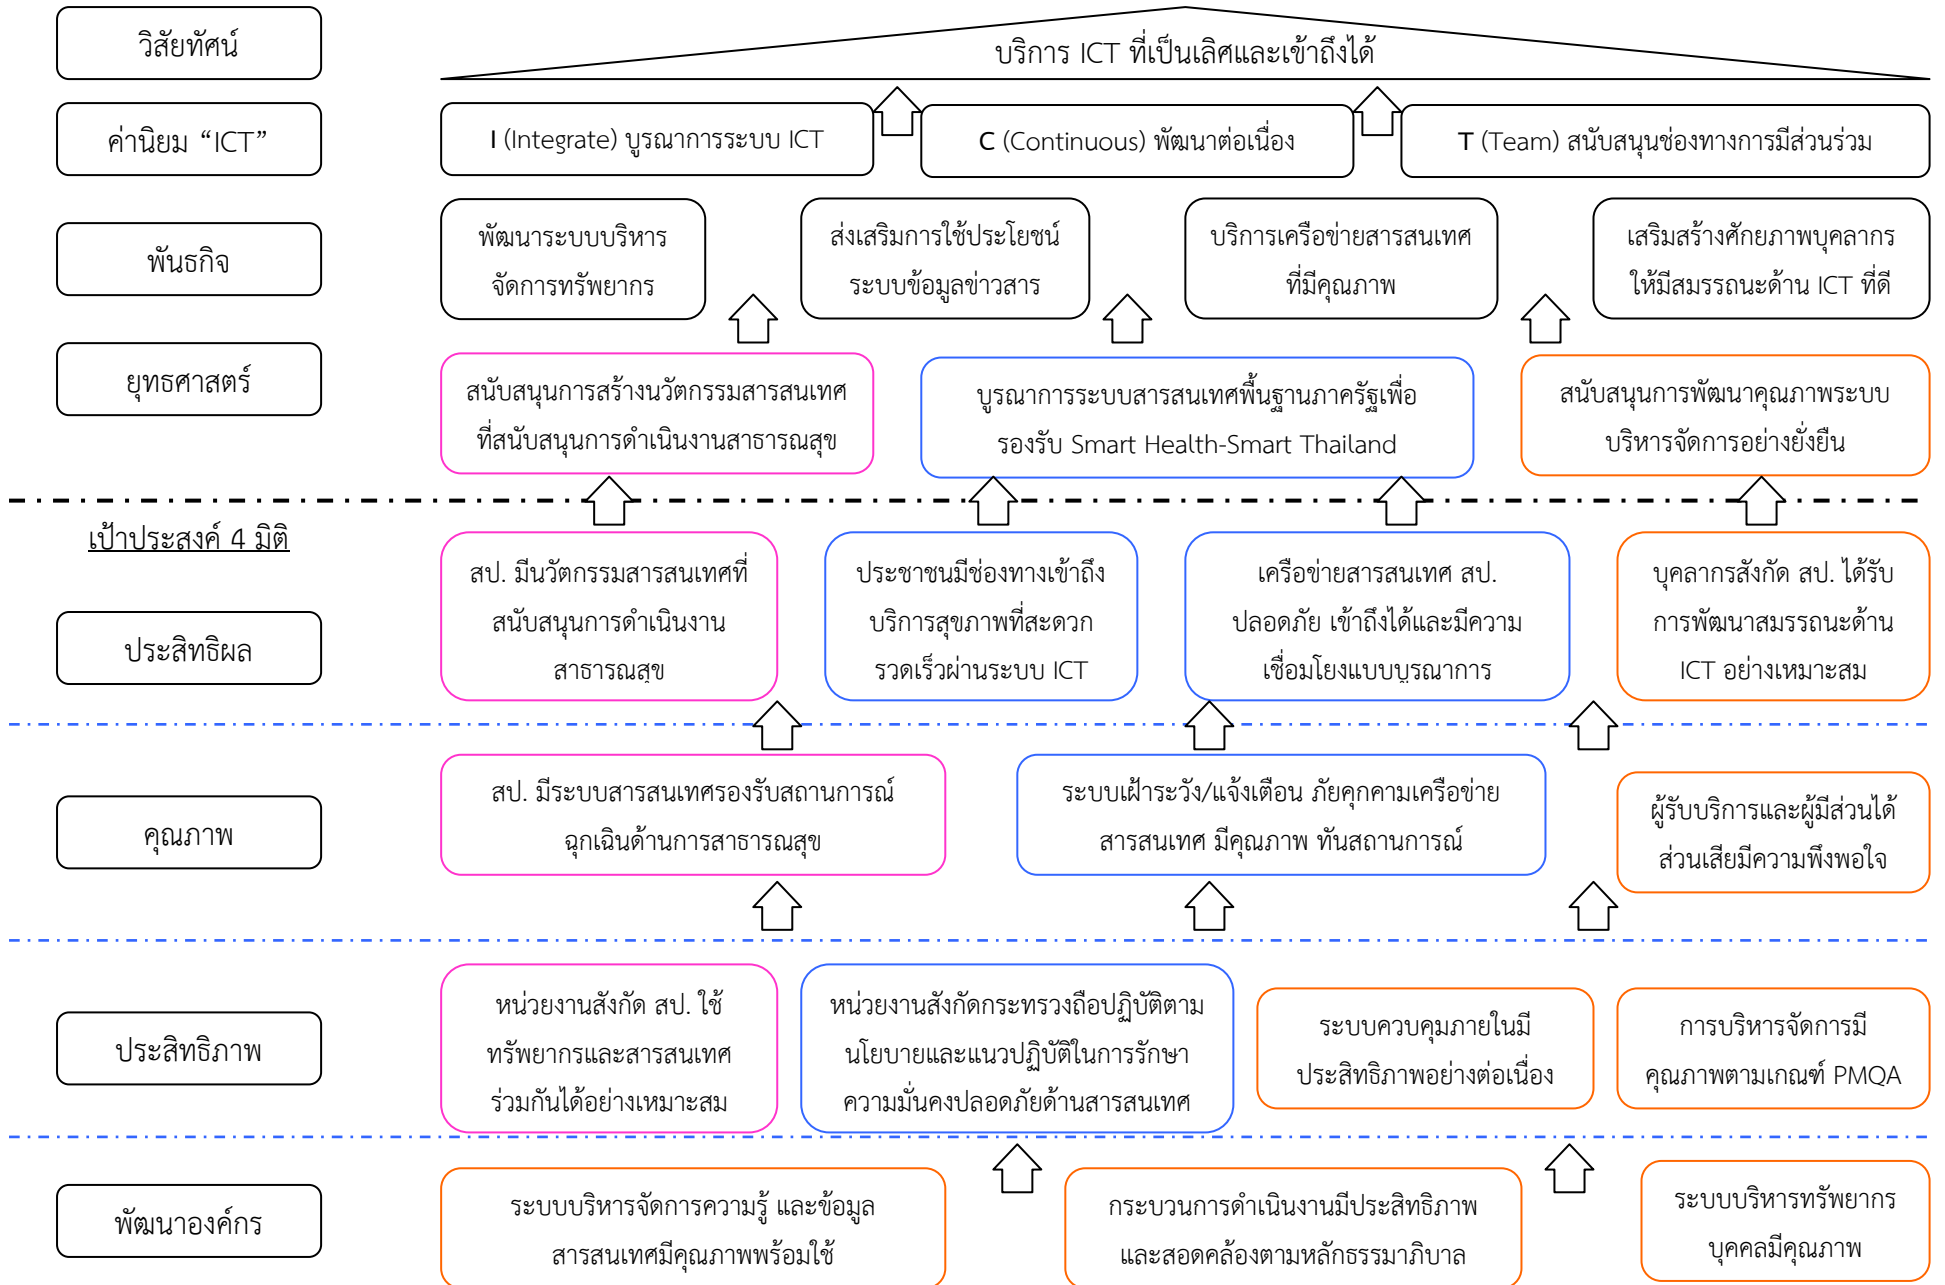 วิสัยทัศน์
บริการ ICT ที่เป็นเลิศและเข้าถึงได้
ค่านิยม “ICT”
I (Integrate) บูรณาการระบบ ICT
C (Continuous) พัฒนาต่อเนื่อง
T (Team) สนับสนุนช่องทางการมีส่วนร่วม
พันธกิจ
พัฒนาระบบบริหาร
จัดการทรัพยากร
ส่งเสริมการใช้ประโยชน์
ระบบข้อมูลข่าวสาร
บริการเครือข่ายสารสนเทศ
ที่มีคุณภาพ
เสริมสร้างศักยภาพบุคลากร
ให้มีสมรรถนะด้าน ICT ที่ดี
ยุทธศาสตร์
สนับสนุนการสร้างนวัตกรรมสารสนเทศ
ที่สนับสนุนการดำเนินงานสาธารณสุข
บูรณาการระบบสารสนเทศพื้นฐานภาครัฐเพื่อ
รองรับ Smart Health-Smart Thailand
สนับสนุนการพัฒนาคุณภาพระบบ
บริหารจัดการอย่างยั่งยืน
เป้าประสงค์ 4 มิติ
ประสิทธิผล
สป. มีนวัตกรรมสารสนเทศที่
สนับสนุนการดำเนินงาน
สาธารณสุข
ประชาชนมีช่องทางเข้าถึง
บริการสุขภาพที่สะดวก
รวดเร็วผ่านระบบ ICT
เครือข่ายสารสนเทศ สป.
ปลอดภัย เข้าถึงได้และมีความ
เชื่อมโยงแบบบูรณาการ
บุคลากรสังกัด สป. ได้รับ
การพัฒนาสมรรถนะด้าน
ICT อย่างเหมาะสม
คุณภาพ
สป. มีระบบสารสนเทศรองรับสถานการณ์
ฉุกเฉินด้านการสาธารณสุข
ระบบเฝ้าระวัง/แจ้งเตือน ภัยคุกคามเครือข่าย
สารสนเทศ มีคุณภาพ ทันสถานการณ์
ผู้รับบริการและผู้มีส่วนได้
ส่วนเสียมีความพึงพอใจ
ประสิทธิภาพ
หน่วยงานสังกัด สป. ใช้
ทรัพยากรและสารสนเทศ
ร่วมกันได้อย่างเหมาะสม
หน่วยงานสังกัดกระทรวงถือปฏิบัติตาม
นโยบายและแนวปฏิบัติในการรักษา
ความมั่นคงปลอดภัยด้านสารสนเทศ
ระบบควบคุมภายในมี
ประสิทธิภาพอย่างต่อเนื่อง
การบริหารจัดการมี
คุณภาพตามเกณฑ์ PMQA
พัฒนาองค์กร
ระบบบริหารจัดการความรู้ และข้อมูล
สารสนเทศมีคุณภาพพร้อมใช้
กระบวนการดำเนินงานมีประสิทธิภาพ
และสอดคล้องตามหลักธรรมาภิบาล
ระบบบริหารทรัพยากร
บุคคลมีคุณภาพ